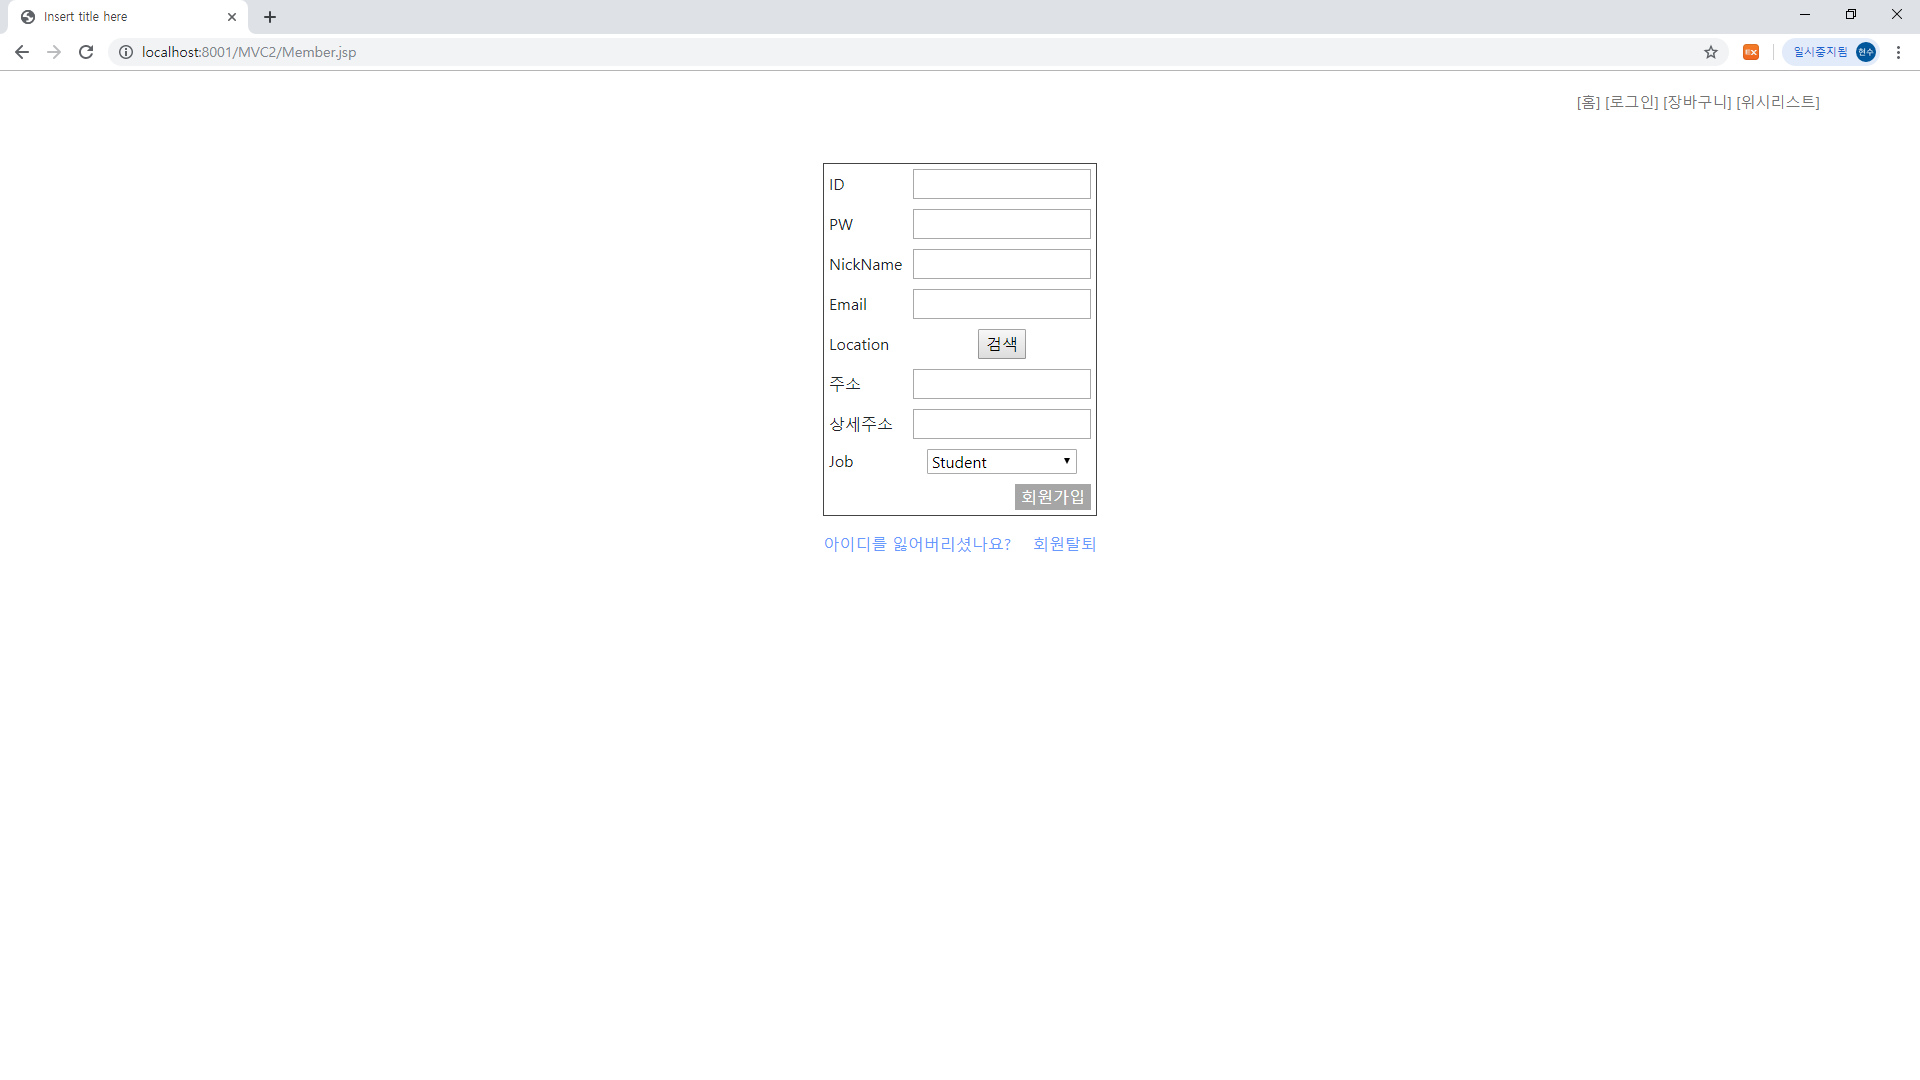 Insert title here
localhost:8001/MVC2/Member.jsp
일시중지됨 현수
[홈] [로그인] [장바구니] [위시리스트]
ID
PW
NickName
Email
Location 검색
주소
상세주소
Job Student
회원가입
아이디를 잃어버리셨나요? 회원탈퇴